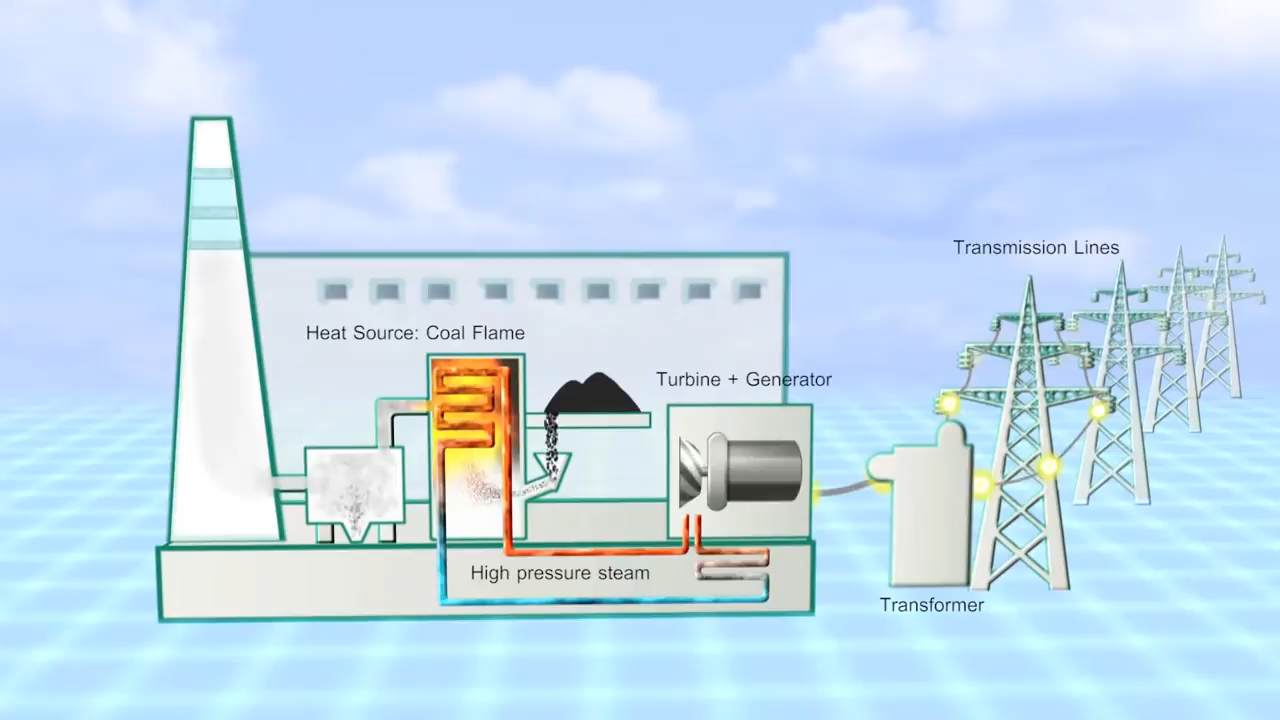 Transmission Lines
Heat Source: Coal Flame
Turbine + Generator
High pressure steam
Transformer